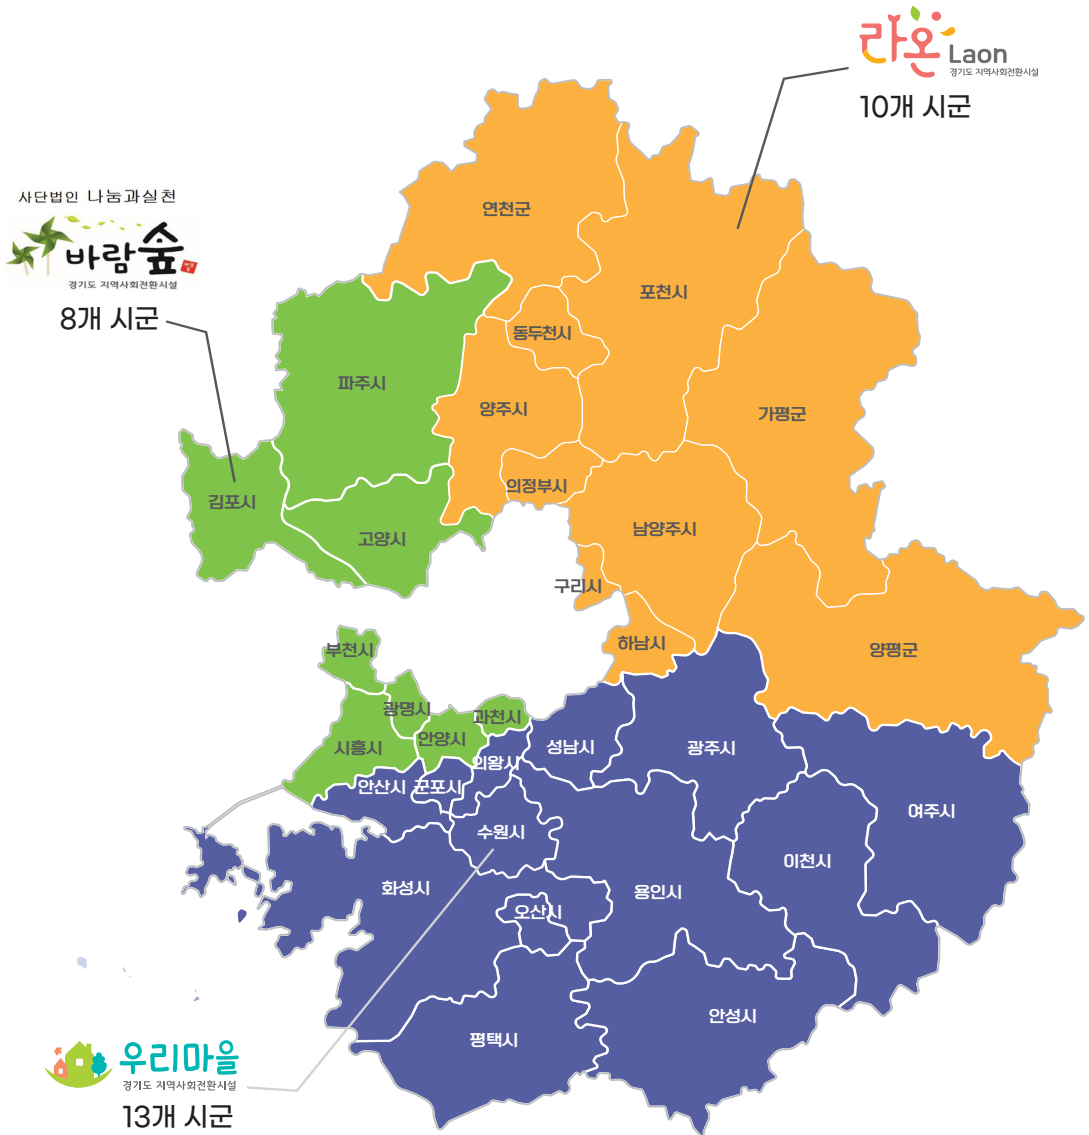 라온 Laon
경기도 지역사회전환시설
10개 시군
사단법인 나눔과실천
바람숲
경기도 지역사회전환시설
8개 시군
연천군
포천시
동두천시
파주시
양주시
가평군
의정부시
김포시
남양주시
고양시
구리시
하남시
양평군
부천시
광명시
과천시
안양시
시흥시
성남시
광주시
의왕시
안산시
군포시
여주시
수원시
이천시
화성시
용인시
오산시
안성시
평택시
우리마을
경기도 지역사회전환시설
13개 시군